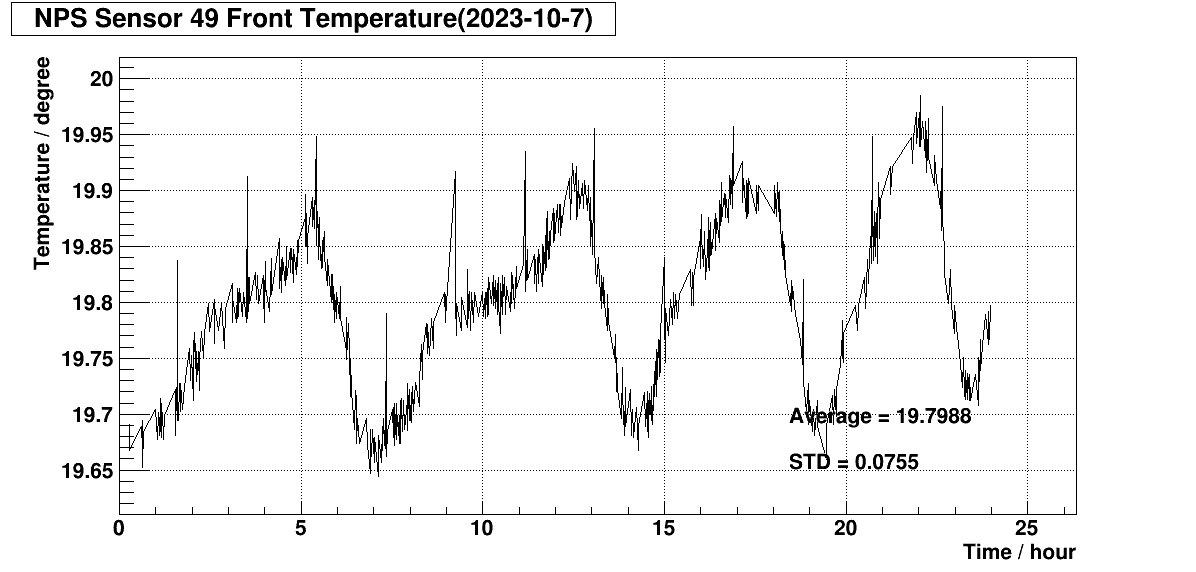 NPS Sensor 49 Front Temperature(2023-10-7)
Temperature / degree
20
19.95
19.9
19.85
19.8
19.75
19.7
19.65
Average = 19.7988
STD = 0.0755
0 5 10 15 20 25
Time / hour